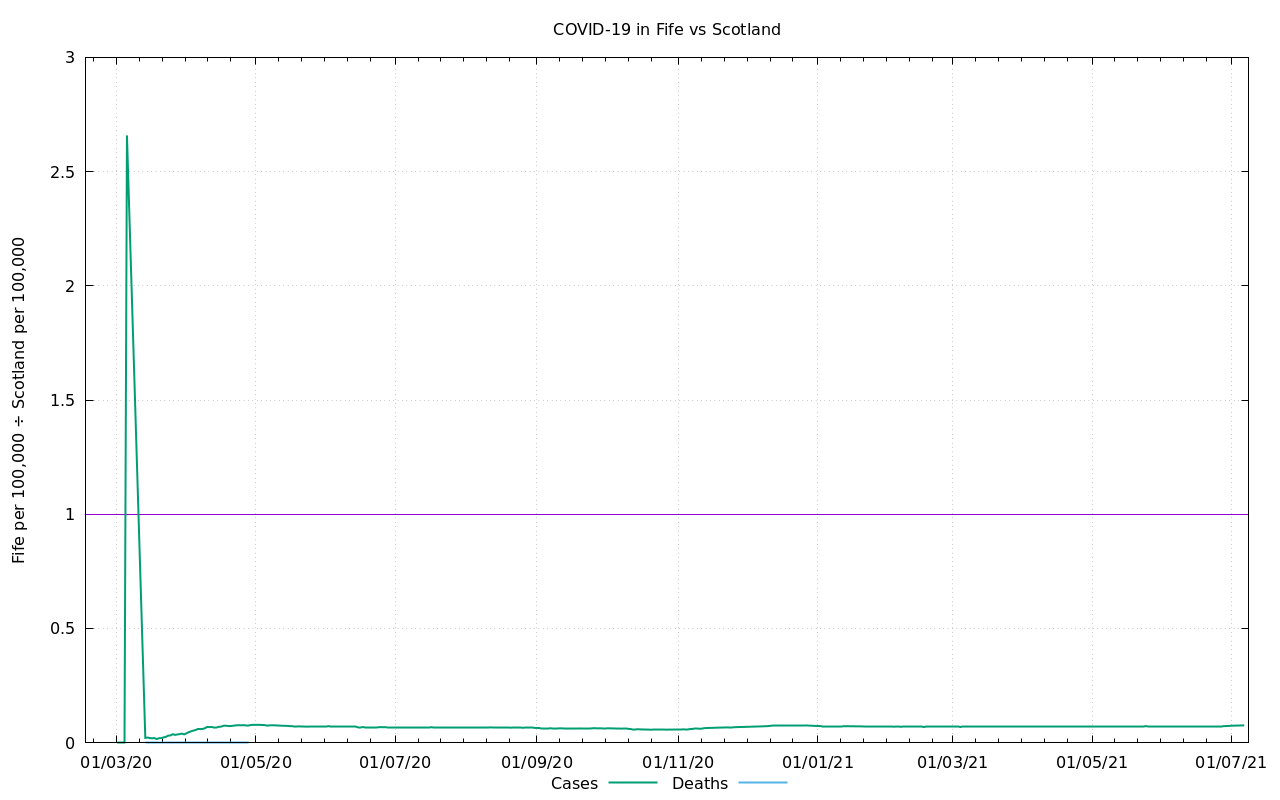 COVID-19 in Fife vs Scotland
Fife per 100,000 ÷ Scotland per 100,000
3
2.5
2
1.5
1
0.5
0
01/03/20 01/05/20 01/07/20 01/09/20 01/11/20 01/01/21 01/03/21 01/05/21 01/07/21
Cases Deaths